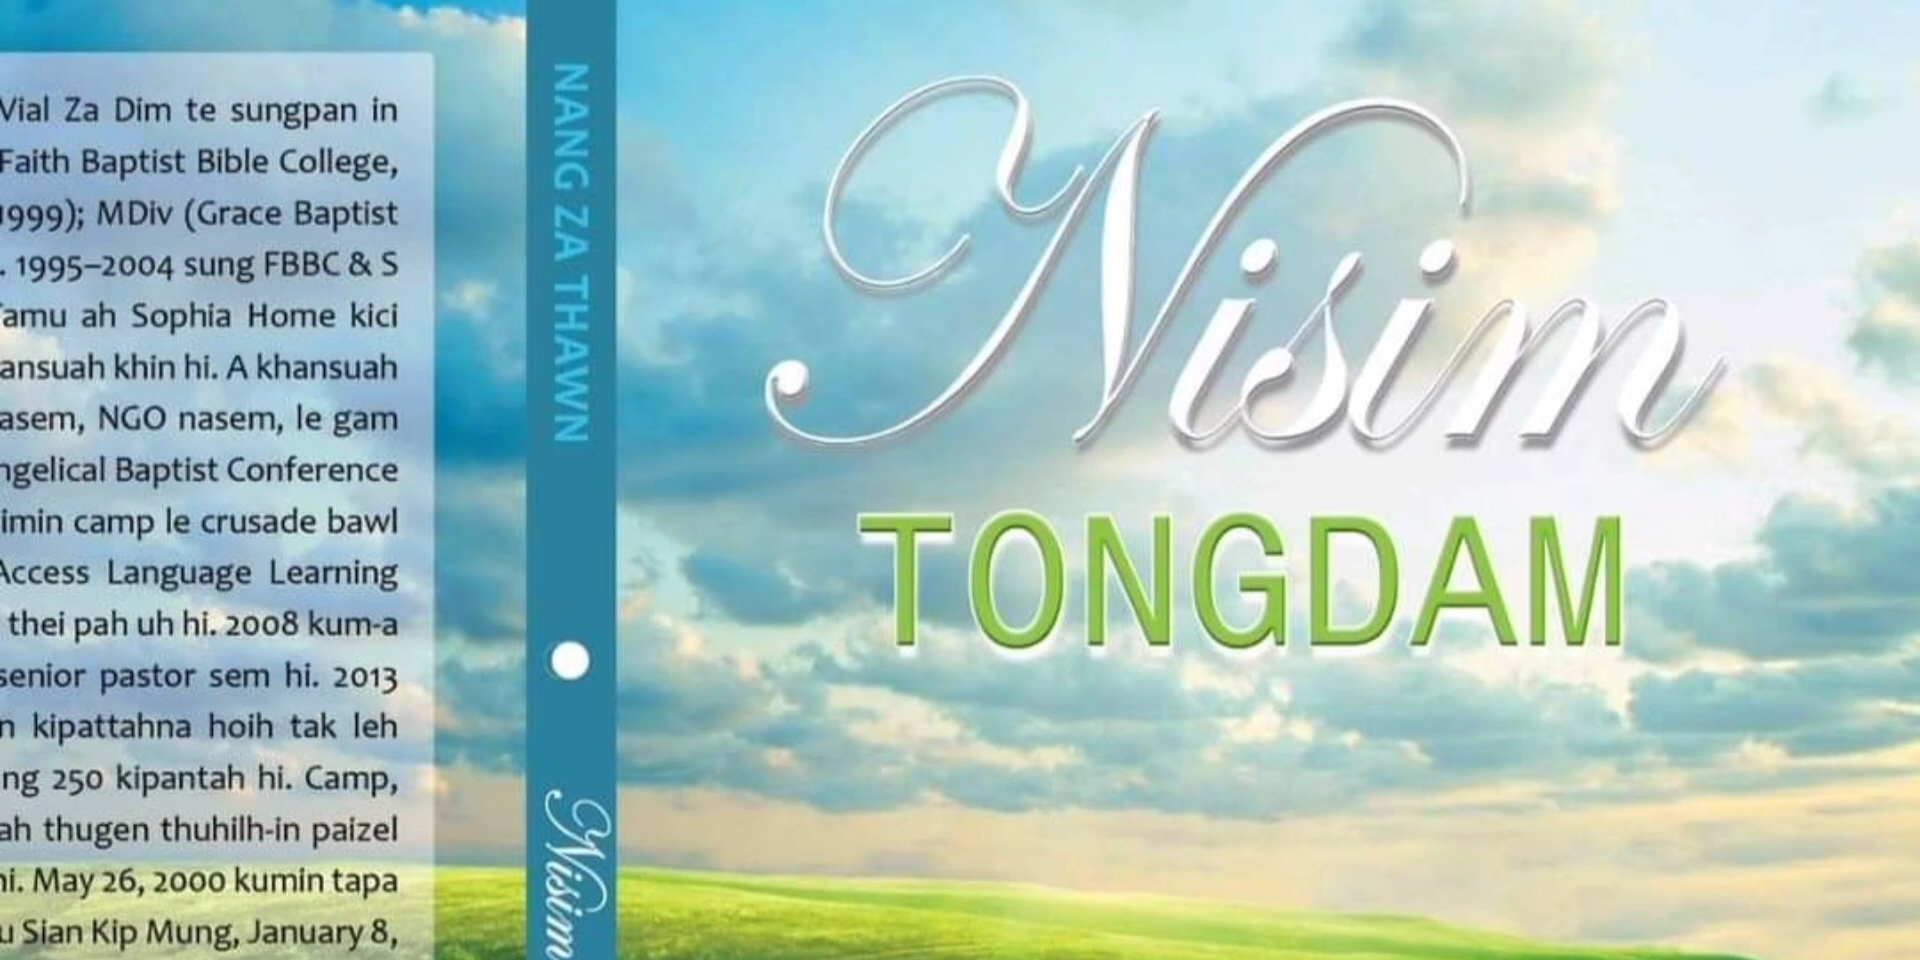 Vial Za Dim te sungpan in
Faith Baptist Bible College,
1999); MDiv (Grace Baptist
. 1995–2004 sung FBBC & S
amu ah Sophia Home kici
ansuah khin hi. A khansuah
asem, NGO nasem, le gam
ngelical Baptist Conference
imin camp le crusade bawl
Access Language Learning
thei pah uh hi. 2008 kum-a
senior pastor sem hi. 2013
n kipattahna hoih tak leh
ng 250 kipantah hi. Camp,
ah thugen thuhilh-in paizel
hi. May 26, 2000 kumin tapa
u Sian Kip Mung, January 8,
NANG ZA THAWN
Nisim
Nisim
TONGDAM